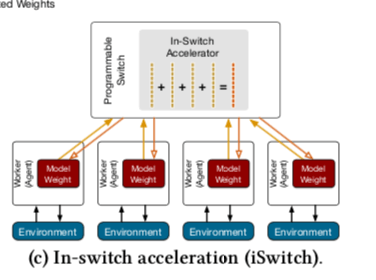 ted Weights
Programmable
Switch
In-Switch
Accelerator
+ + + =
Worker
(Agent)
Model
Weight
Worker
(Agent)
Model
Weight
Worker
(Agent)
Model
Weight
Worker
(Agent)
Model
Weight
Environment
Environment
Environment
Environment
(c) In-switch acceleration (iSwitch).